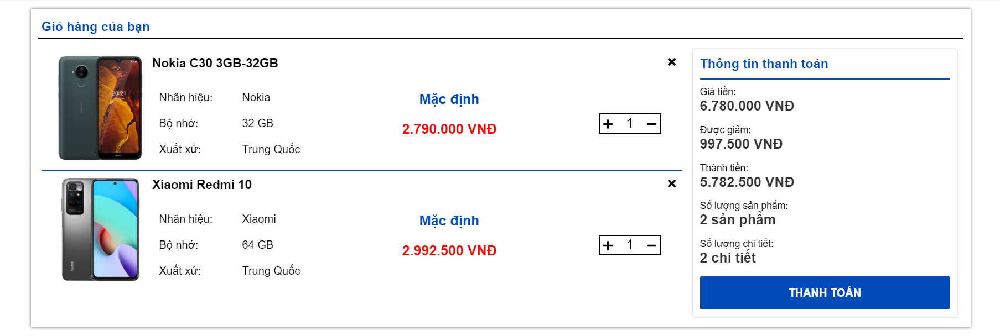 Giỏ hàng của bạn
Nokia C30 3GB-32GB
Nhãn hiệu: Nokia
Bộ nhớ: 32 GB
Xuất xứ: Trung Quốc
Mặc định
2.790.000 VNĐ
+ 1 −
Xiaomi Redmi 10
Nhãn hiệu: Xiaomi
Bộ nhớ: 64 GB
Xuất xứ: Trung Quốc
Mặc định
2.992.500 VNĐ
+ 1 −
Thông tin thanh toán
Giá tiền:
6.780.000 VNĐ
Được giảm:
997.500 VNĐ
Thành tiền:
5.782.500 VNĐ
Số lượng sản phẩm:
2 sản phẩm
Số lượng chi tiết:
2 chi tiết
THANH TOÁN
20:21
NOKIA
Redmi